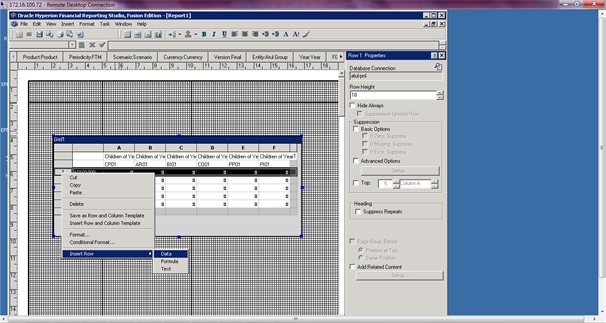 172.16.100.72 - Remote Desktop Connection
Oracle Hyperion Financial Reporting Studio, Fusion Edition - [Report1]
File Edit View Insert Format Task Window Help
Product:Product Periodicity:FTM Scenario:Scenario Currency:Currency Version:Final Entity:Atul Group Year:Year
Row 1 Properties
Database Connection
atul-pnl
Row Height
18
Hide Always
Suppression Ignores Row
Suppression
Basic Options
If Zero, Suppress
If Missing, Suppress
If Error, Suppress
Advanced Options
Setup...
Top: 5 Column A
Heading
Suppress Repeats
Page Break Before
Position at Top
Same Position
Add Related Content
Setup...
Grid1
A B C D E F
Children of Ye Children of Ye Children of Ye Children of Ye Children of Ye Children of YearT
CP01 AR01 BI01 CO01 PP01 PI01
Cut
Copy
Paste
Delete
Save as Row and Column Template
Insert Row and Column Template
Format...
Conditional Format...
Insert Row
Data
Formula
Text